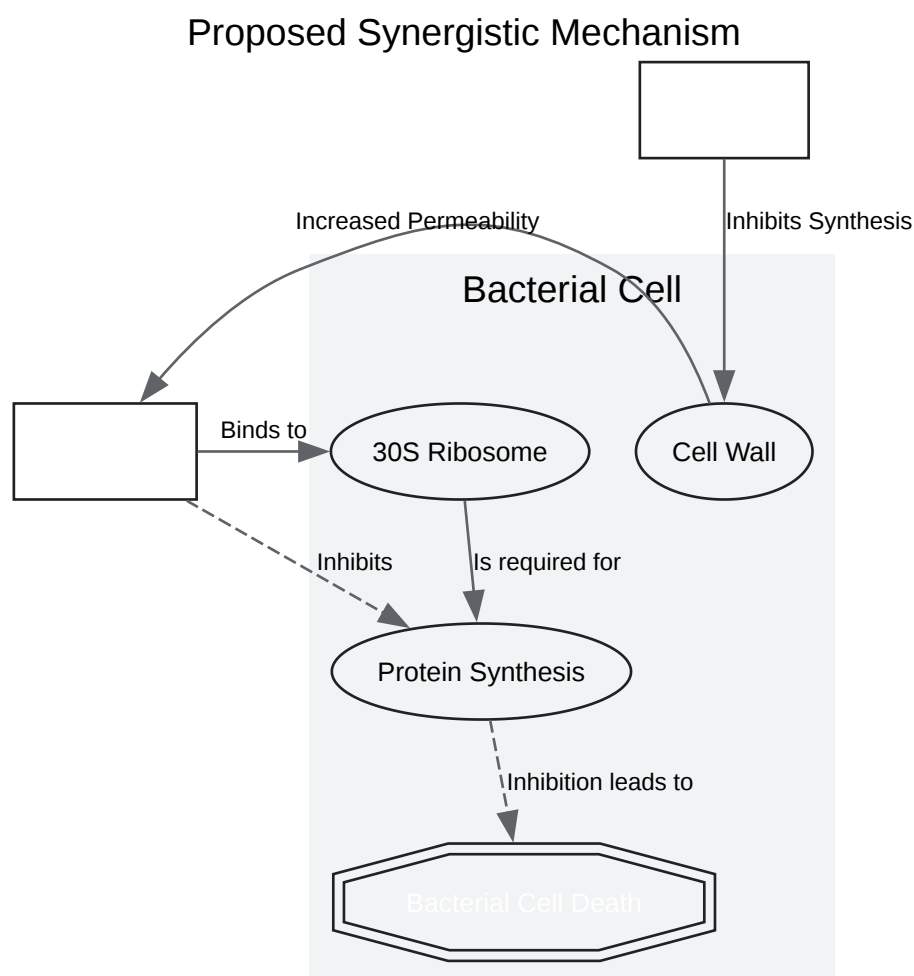 Proposed Synergistic Mechanism
Increased Permeability
Inhibits Synthesis
Bacterial Cell
Binds to
30S Ribosome
Cell Wall
Inhibits
Is required for
Protein Synthesis
Inhibition leads to
Bacterial Cell Death